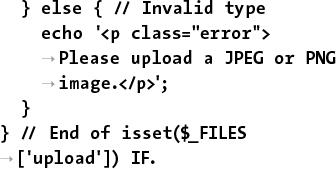 } else { // Invalid type
echo '<p class="error">
→Please upload a JPEG or PNG
→image.</p>';
}
} // End of isset($_FILES
→['upload']) IF.